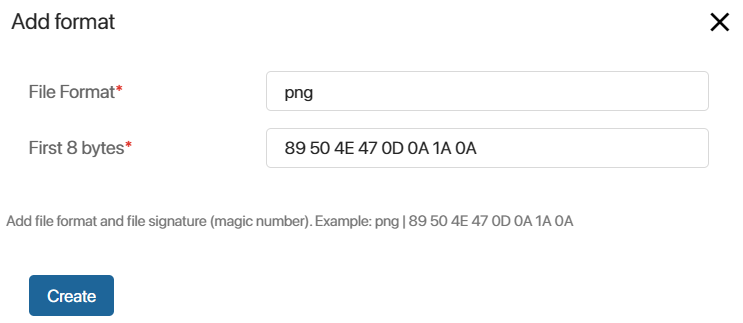 Add format
File Format* png
First 8 bytes* 89 50 4E 47 0D 0A 1A 0A
Add file format and file signature (magic number). Example: png | 89 50 4E 47 0D 0A 1A 0A
Create